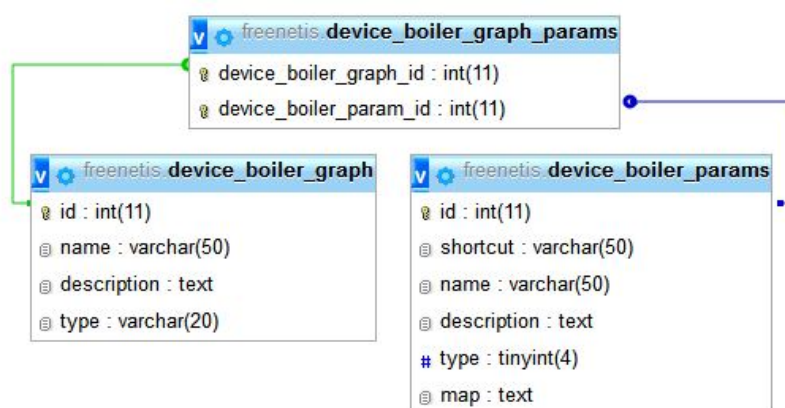 v freenetis.device_boiler_graph_params
device_boiler_graph_id : int(11)
device_boiler_param_id : int(11)
v freenetis.device_boiler_graph
id : int(11)
name : varchar(50)
description : text
type : varchar(20)
v freenetis.device_boiler_params
id : int(11)
shortcut : varchar(50)
name : varchar(50)
description : text
# type : tinyint(4)
map : text